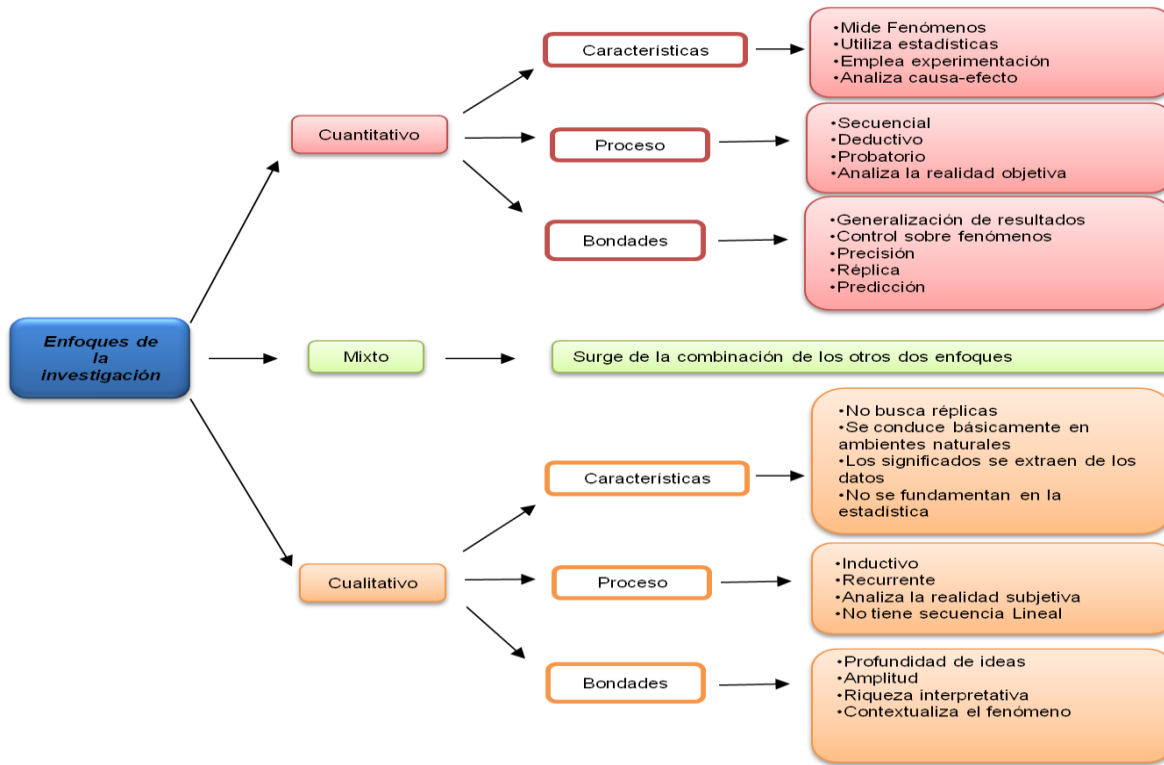 Enfoques de
la
investigación
Cuantitativo
Características
•Mide Fenómenos
•Utiliza estadísticas
•Emplea experimentación
•Analiza causa-efecto
Proceso
•Secuencial
•Deductivo
•Probatorio
•Analiza la realidad objetiva
Bondades
•Generalización de resultados
•Control sobre fenómenos
•Precisión
•Réplica
•Predicción
Mixto
Surge de la combinación de los otros dos enfoques
Cualitativo
Características
•No busca réplicas
•Se conduce básicamente en
ambientes naturales
•Los significados se extraen de los
datos
•No se fundamentan en la
estadística
Proceso
•Inductivo
•Recurrente
•Analiza la realidad subjetiva
•No tiene secuencia Lineal
Bondades
•Profundidad de ideas
•Amplitud
•Riqueza interpretativa
•Contextualiza el fenómeno